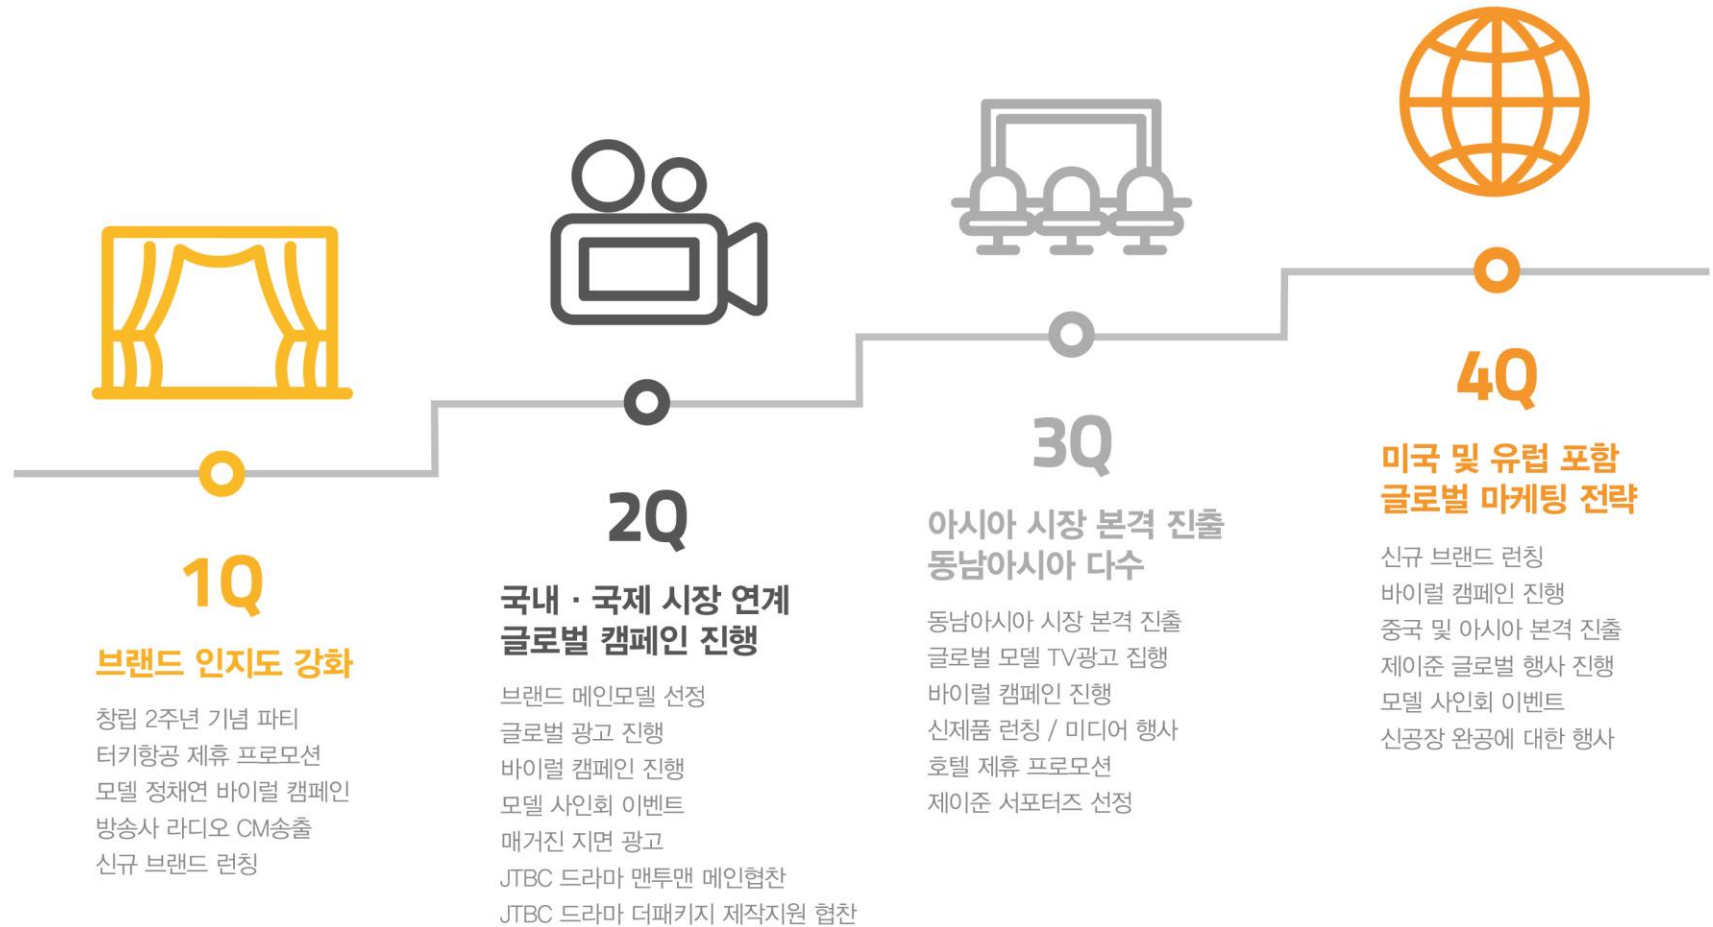 1Q
브랜드 인지도 강화
창립 2주년 기념 파티
터키항공 제휴 프로모션
모델 정채연 바이럴 캠페인
방송사 라디오 CM송출
신규 브랜드 런칭
2Q
국내 · 국제 시장 연계
글로벌 캠페인 진행
브랜드 메인모델 선정
글로벌 광고 진행
바이럴 캠페인 진행
모델 사인회 이벤트
매거진 지면 광고
JTBC 드라마 맨투맨 메인협찬
JTBC 드라마 더패키지 제작지원 협찬
3Q
아시아 시장 본격 진출
동남아시아 다수
동남아시아 시장 본격 진출
글로벌 모델 TV광고 집행
바이럴 캠페인 진행
신제품 런칭 / 미디어 행사
호텔 제휴 프로모션
제이준 서포터즈 선정
4Q
미국 및 유럽 포함
글로벌 마케팅 전략
신규 브랜드 런칭
바이럴 캠페인 진행
중국 및 아시아 본격 진출
제이준 글로벌 행사 진행
모델 사인회 이벤트
신공장 완공에 대한 행사